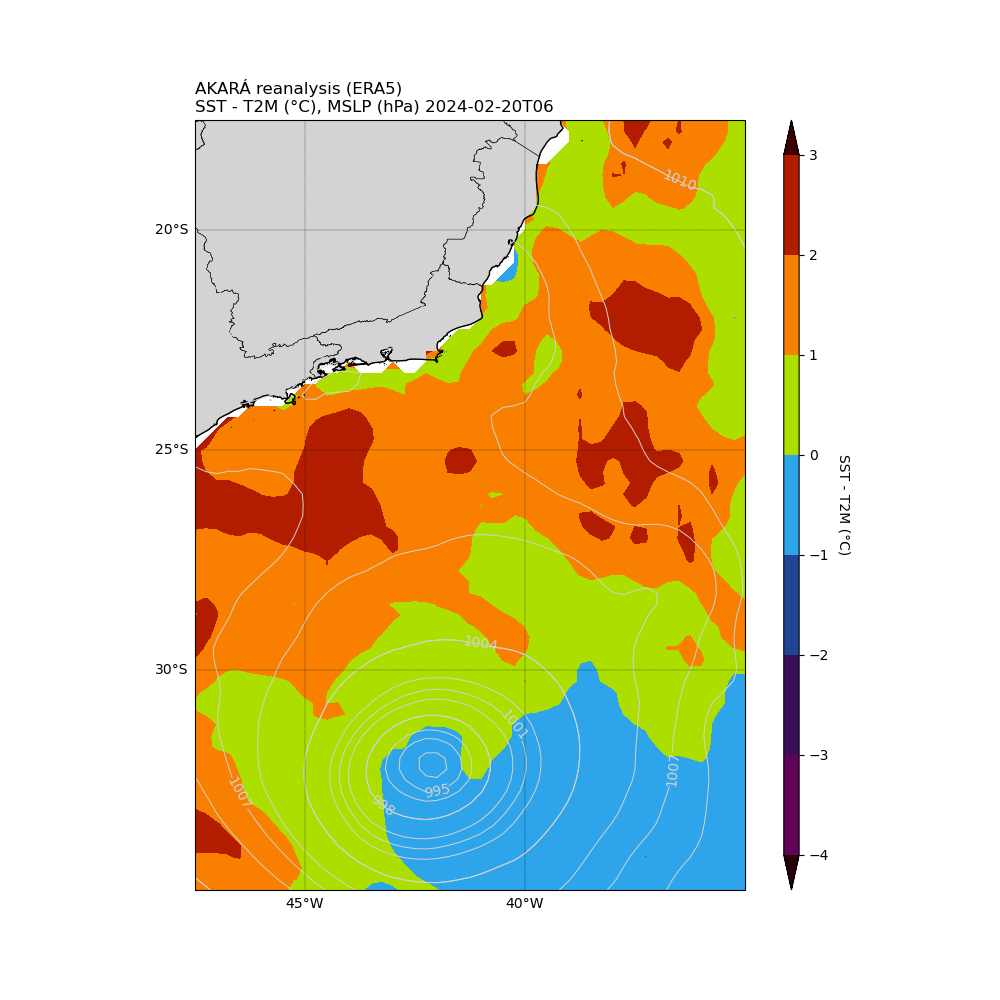 AKARÁ reanalysis (ERA5)
SST - T2M (°C), MSLP (hPa) 2024-02-20T06
3
1010
20°S
2
1
25°S
0
SST - T2M (°C)
−1
1004
−2
30°S
1001
−3
1007
995
1007
998
−4
45°W
40°W